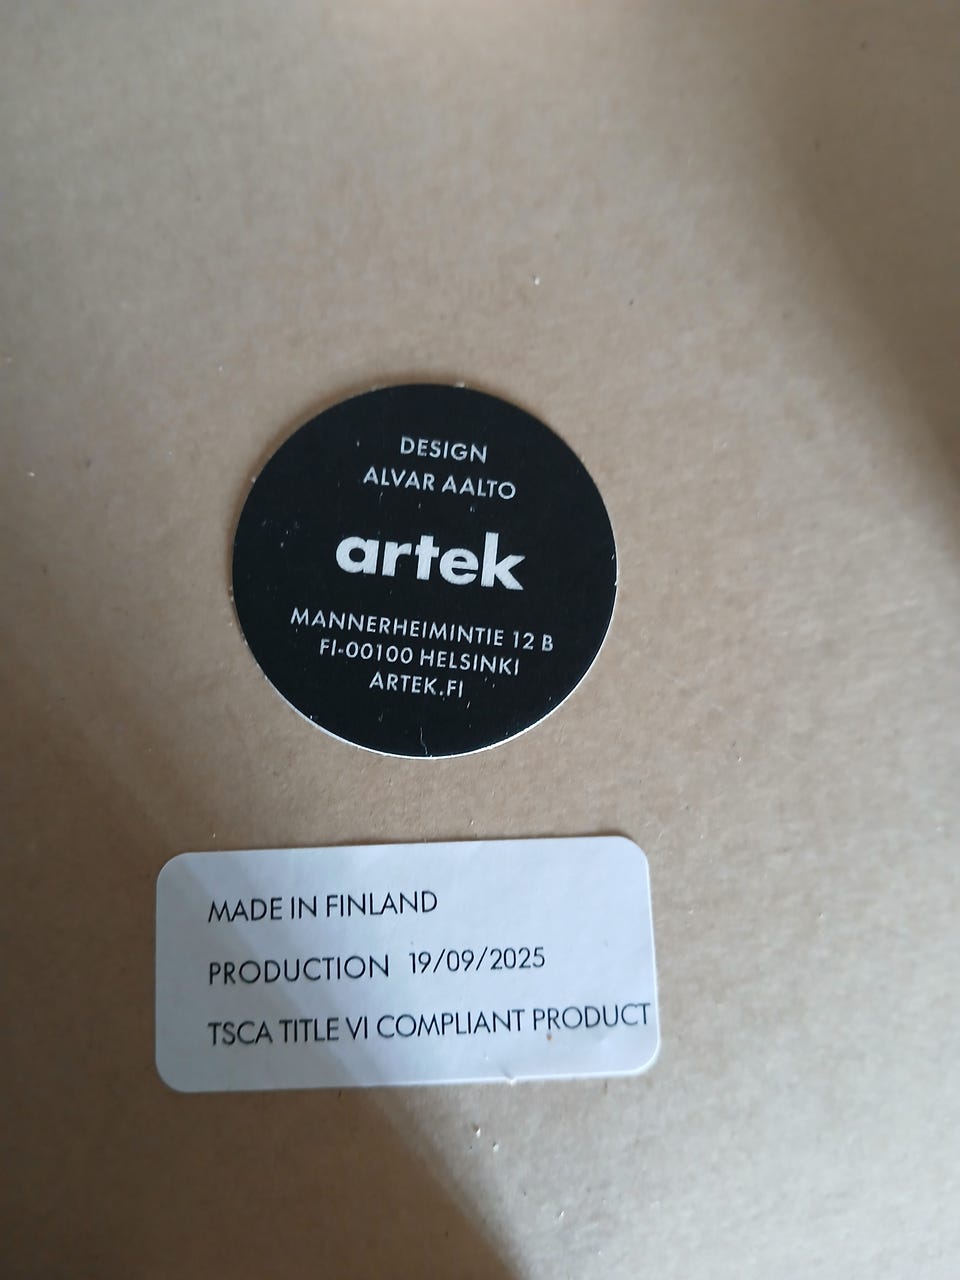 DESIGN
ALVAR AALTO
artek
MANNERHEIMINTIE 12 B
FI-00100 HELSINKI
ARTEK.FI
MADE IN FINLAND
PRODUCTION 19/09/2025
TSCA TITLE VI COMPLIANT PRODUCT